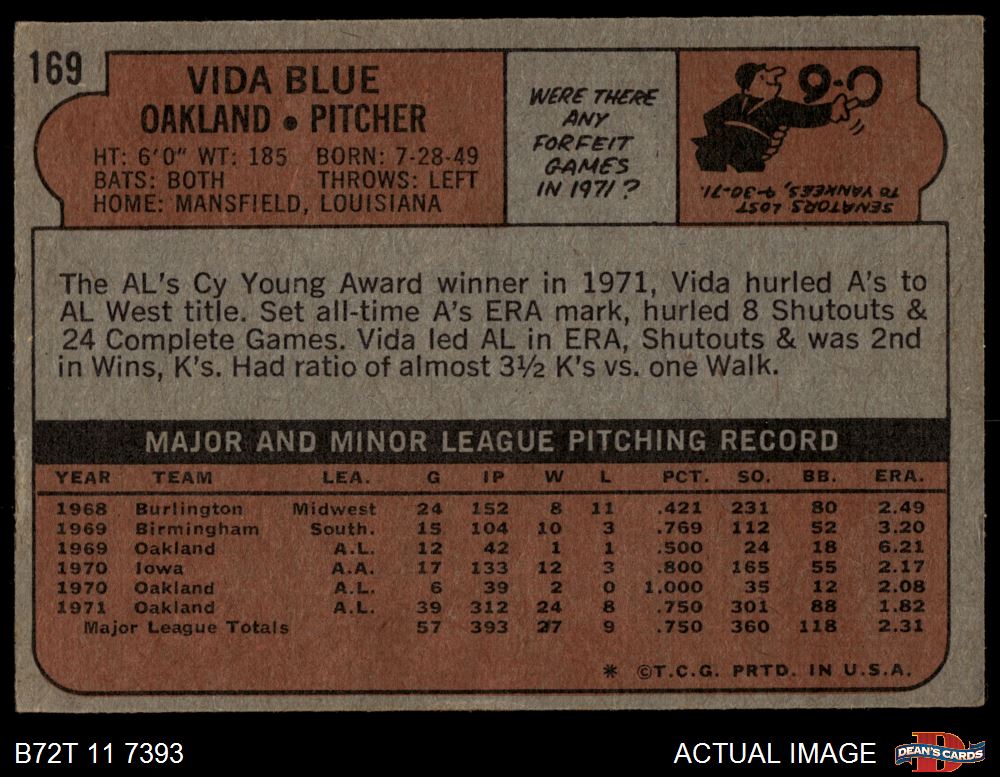 169
VIDA BLUE
OAKLAND • PITCHER
HT: 6'0" WT: 185 BORN: 7-28-49
BATS: BOTH THROWS: LEFT
HOME: MANSFIELD, LOUISIANA
WERE THERE
ANY
FORFEIT
GAMES
IN 1971?
9-0
SENATORS LOST
TO YANKEES, 9-30-71.
The AL's Cy Young Award winner in 1971, Vida hurled A's to
AL West title. Set all-time A's ERA mark, hurled 8 Shutouts &
24 Complete Games. Vida led AL in ERA, Shutouts & was 2nd
in Wins, K's. Had ratio of almost 3½ K's vs. one Walk.
MAJOR AND MINOR LEAGUE PITCHING RECORD
YEAR TEAM LEA. G IP W L PCT. SO. BB. ERA.
1968 Burlington Midwest 24 152 8 11 .421 231 80 2.49
1969 Birmingham South. 15 104 10 3 .769 112 52 3.20
1969 Oakland A.L. 12 42 1 1 .500 24 18 6.21
1970 Iowa A.A. 17 133 12 3 .800 165 55 2.17
1970 Oakland A.L. 6 39 2 0 1.000 35 12 2.08
1971 Oakland A.L. 39 312 24 8 .750 301 88 1.82
Major League Totals 57 393 27 9 .750 360 118 2.31
* ©T.C.G. PRTD. IN U.S.A.
B72T 11 7393
ACTUAL IMAGE
DEAN'S CARDS